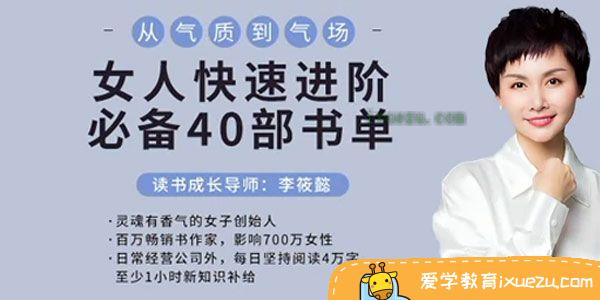 - 从气质到气场 -
女人快速进阶
必备40部书单
读书成长导师：李筱懿
·灵魂有香气的女子创始人
·百万畅销书作家，影响700万女性
·日常经营公司外，每日坚持阅读4万字
至少1小时新知识补给
爱学教育ixuezu.com